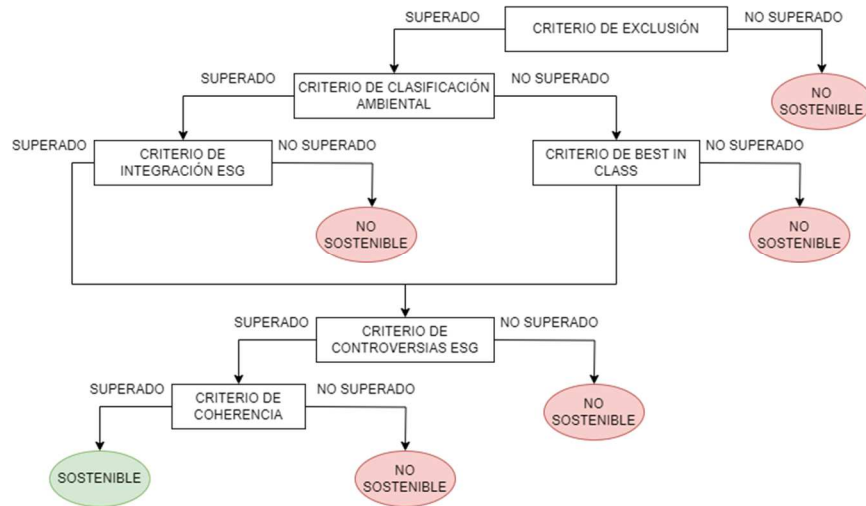 SUPERADO
CRITERIO DE EXCLUSIÓN
NO SUPERADO
SUPERADO
CRITERIO DE CLASIFICACIÓN
AMBIENTAL
NO SUPERADO
NO
SOSTENIBLE
SUPERADO
CRITERIO DE
INTEGRACIÓN ESG
NO SUPERADO
CRITERIO DE BEST IN
CLASS
NO SUPERADO
NO
SOSTENIBLE
NO
SOSTENIBLE
SUPERADO
CRITERIO DE
CONTROVERSIAS ESG
NO SUPERADO
SUPERADO
CRITERIO DE
COHERENCIA
NO SUPERADO
NO
SOSTENIBLE
SOSTENIBLE
NO
SOSTENIBLE